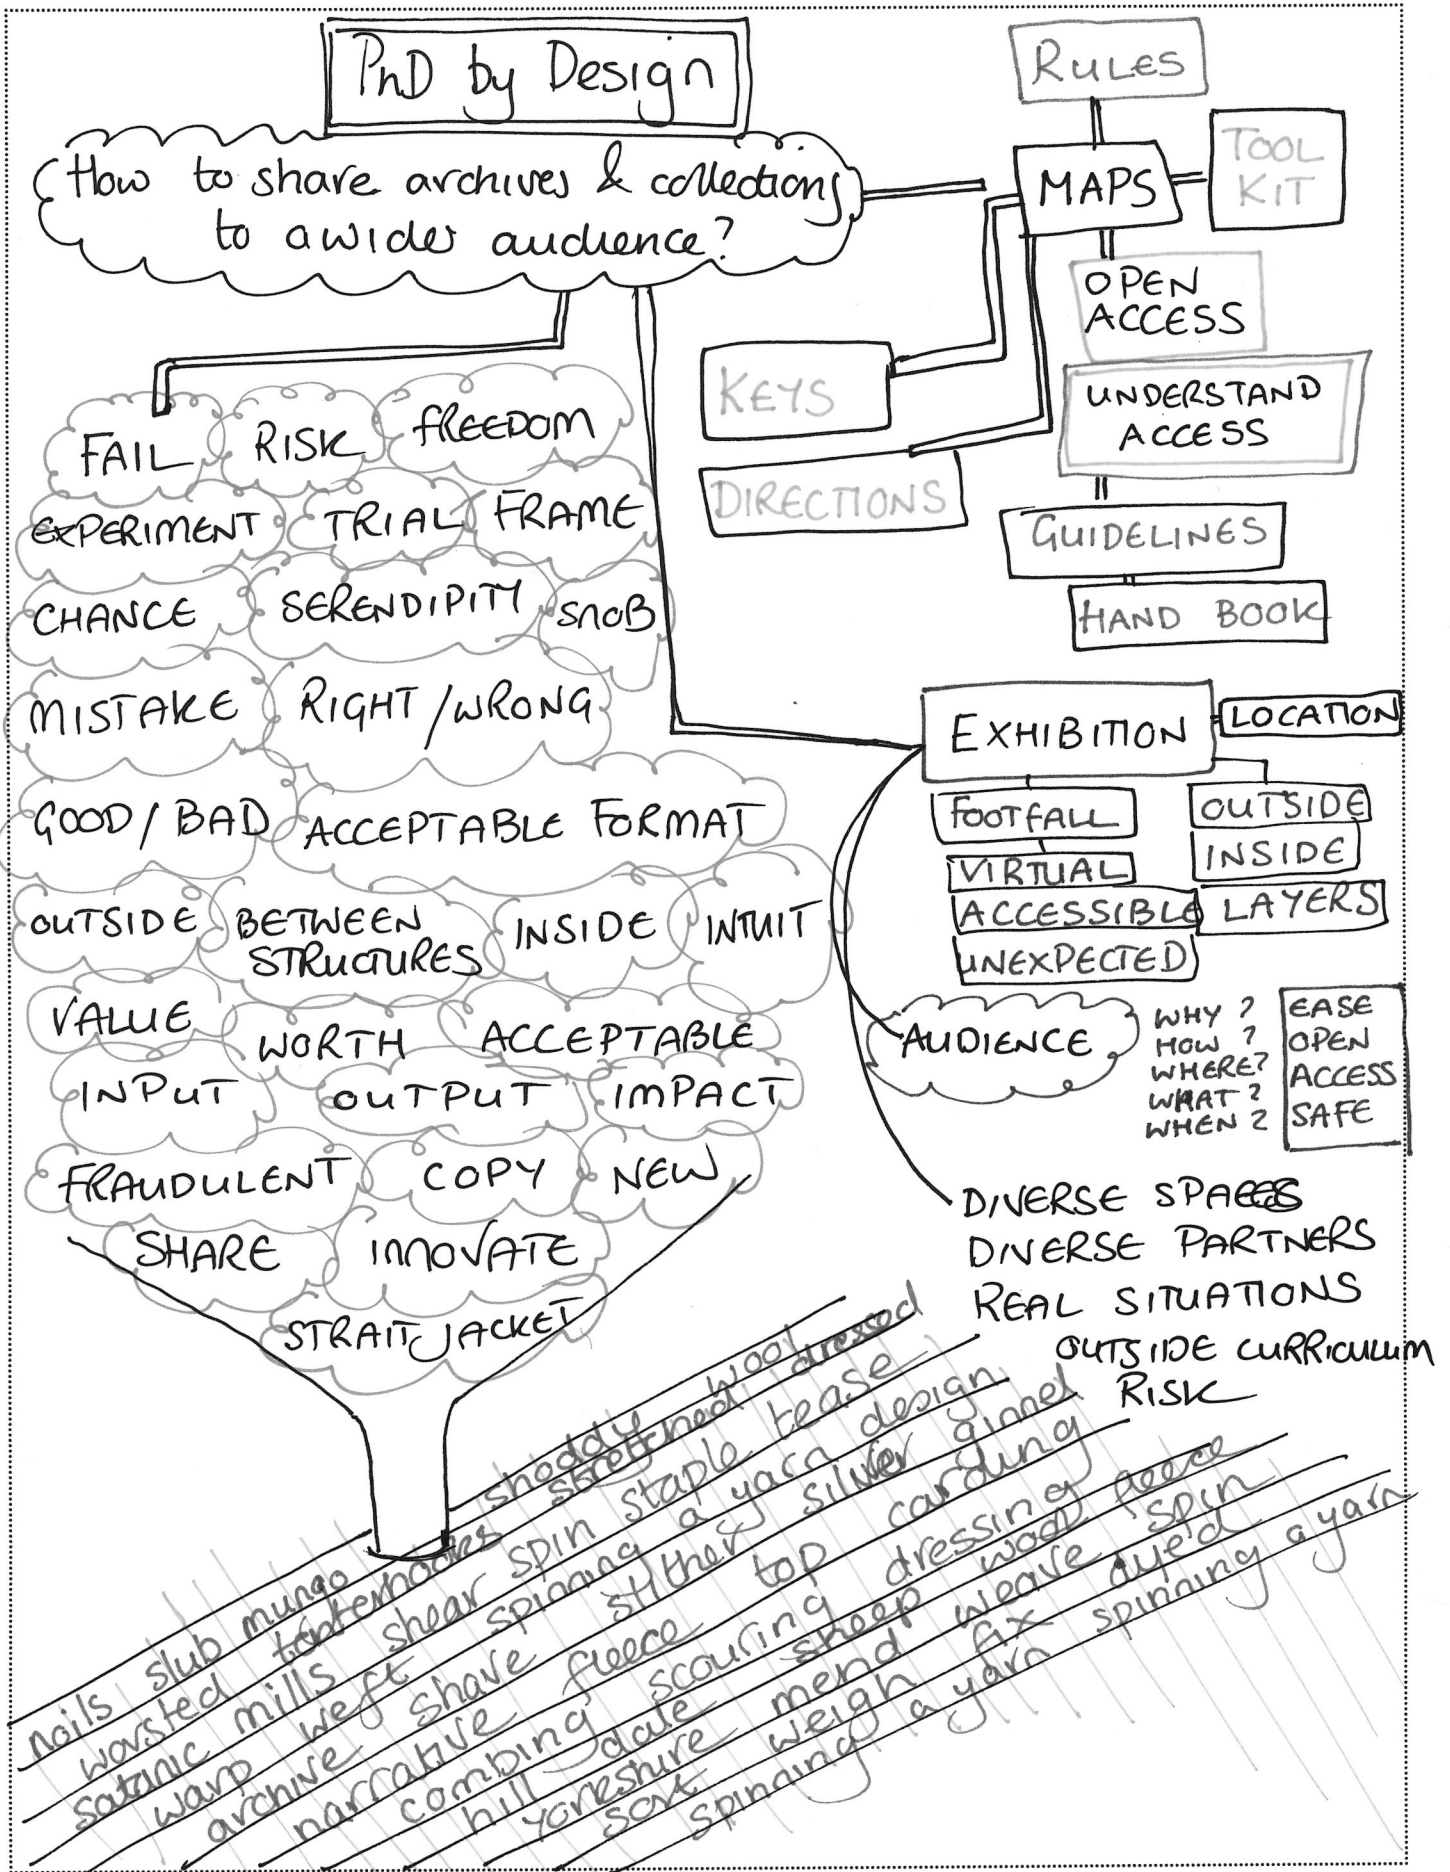 PhD by Design
How to share archives & collections
to a wider audience?
RULES
MAPS
TOOL
KIT
OPEN
ACCESS
UNDERSTAND
ACCESS
KEYS
DIRECTIONS
GUIDELINES
HAND BOOK
FAIL RISK FREEDOM
EXPERIMENT TRIAL FRAME
CHANCE SERENDIPITY SNOB
MISTAKE RIGHT/WRONG
GOOD/BAD ACCEPTABLE FORMAT
OUTSIDE BETWEEN
STRUCTURES INSIDE INTUIT
VALUE WORTH ACCEPTABLE
INPUT OUTPUT IMPACT
FRAUDULENT COPY NEW
SHARE INNOVATE
STRAIT JACKET
EXHIBITION
LOCATION
FOOTFALL
VIRTUAL
ACCESSIBLE
UNEXPECTED
OUTSIDE
INSIDE
LAYERS
AUDIENCE
WHY?
HOW?
WHERE?
WHAT?
WHEN?
EASE
OPEN
ACCESS
SAFE
DIVERSE SPACES
DIVERSE PARTNERS
REAL SITUATIONS
OUTSIDE CURRICULUM
RISK
noils slub mungo shoddy wool
worsted tenterhooks stretched dressed
satanic mills shear spin staple tease
warp weft spinning a yarn design
archive share slither silver ginnel
narrative fleece top carding
combing scouring dressing
hill dale sheep wool fleece
yorkshire mend weave spin
sort weigh fix dyed
spinning a yarn spinning a yarn